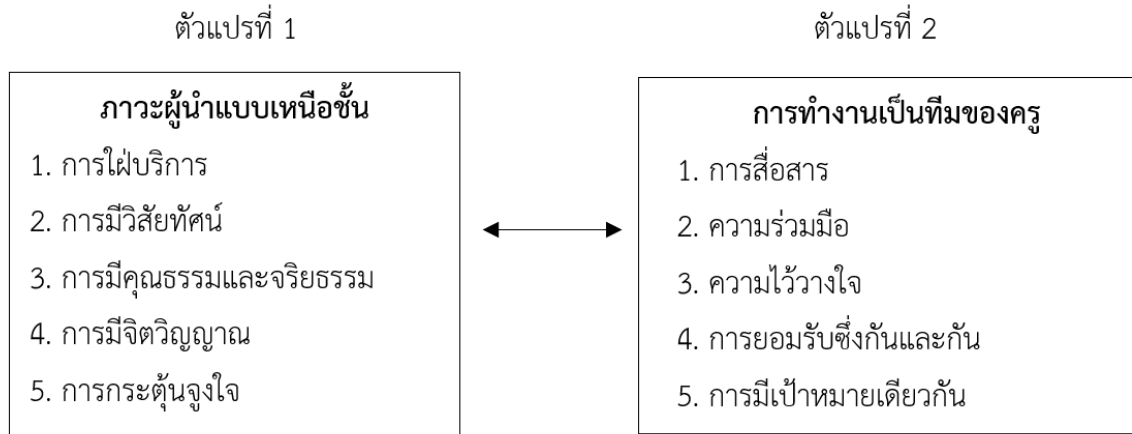 ตัวแปรที่ 1
ตัวแปรที่ 2
ภาวะผู้นำแบบเหนือชั้น
1. การใฝ่บริการ
2. การมีวิสัยทัศน์
3. การมีคุณธรรมและจริยธรรม
4. การมีจิตวิญญาณ
5. การกระตุ้นจูงใจ
การทำงานเป็นทีมของครู
1. การสื่อสาร
2. ความร่วมมือ
3. ความไว้วางใจ
4. การยอมรับซึ่งกันและกัน
5. การมีเป้าหมายเดียวกัน